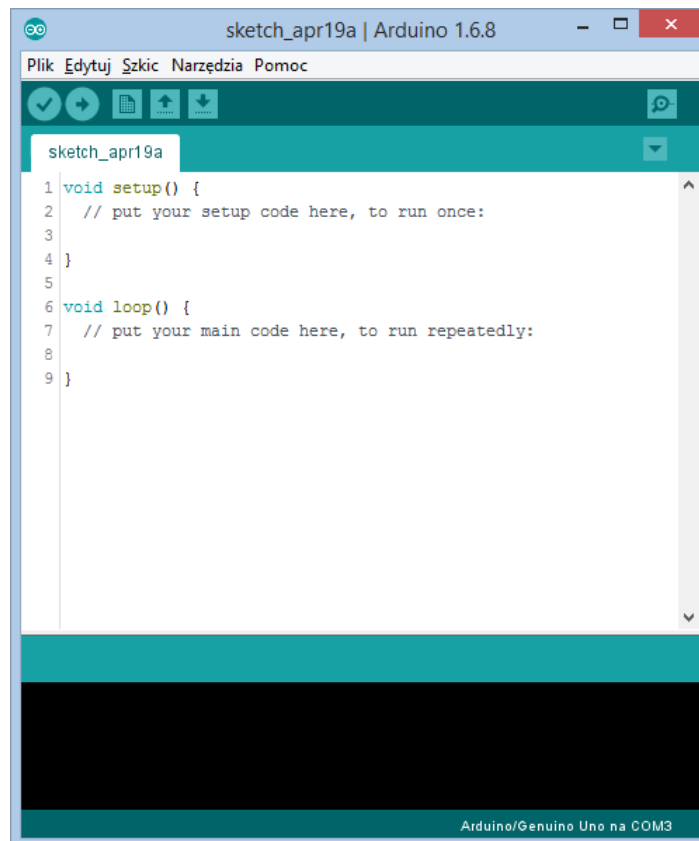 sketch_apr19a | Arduino 1.6.8
Plik Edytuj Szkic Narzędzia Pomoc
sketch_apr19a
1 void setup() {
2   // put your setup code here, to run once:
3
4 }
5
6 void loop() {
7   // put your main code here, to run repeatedly:
8
9 }
Arduino/Genuino Uno na COM3